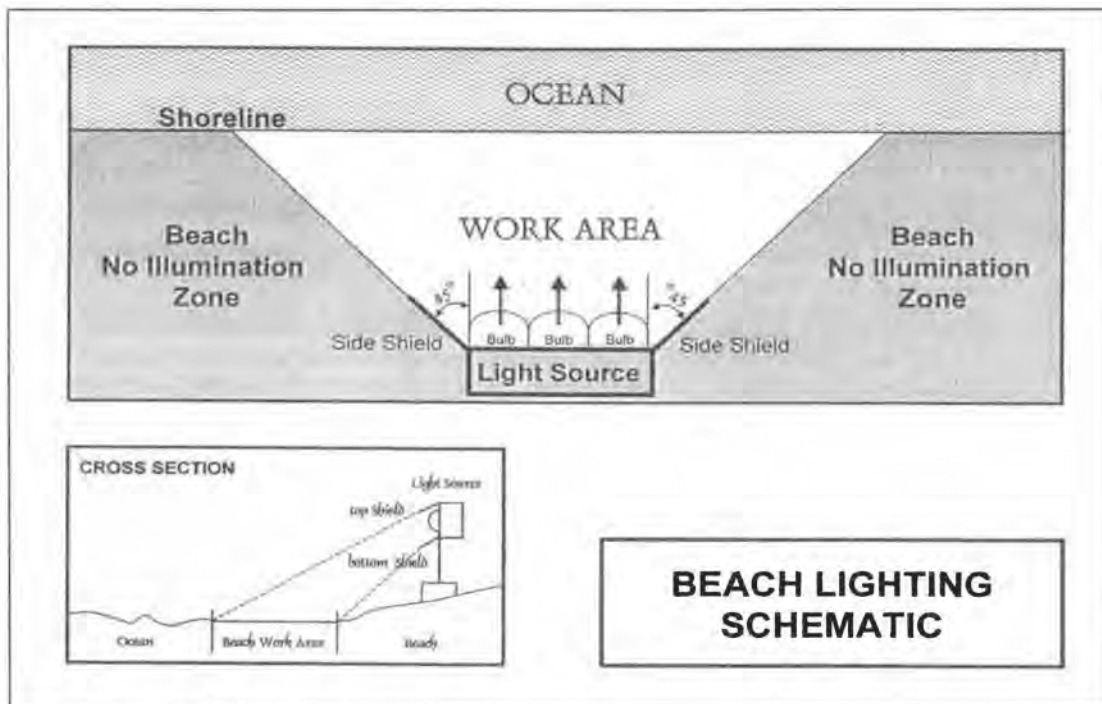 OCEAN
Shoreline
WORK AREA
Beach
No Illumination
Zone
Beach
No Illumination
Zone
45°
45°
Side Shield
Bulb
Bulb
Bulb
Side Shield
Light Source
CROSS SECTION
Light Source
top Shield
bottom Shield
Ocean
Beach Work Area
Beach
BEACH LIGHTING
SCHEMATIC